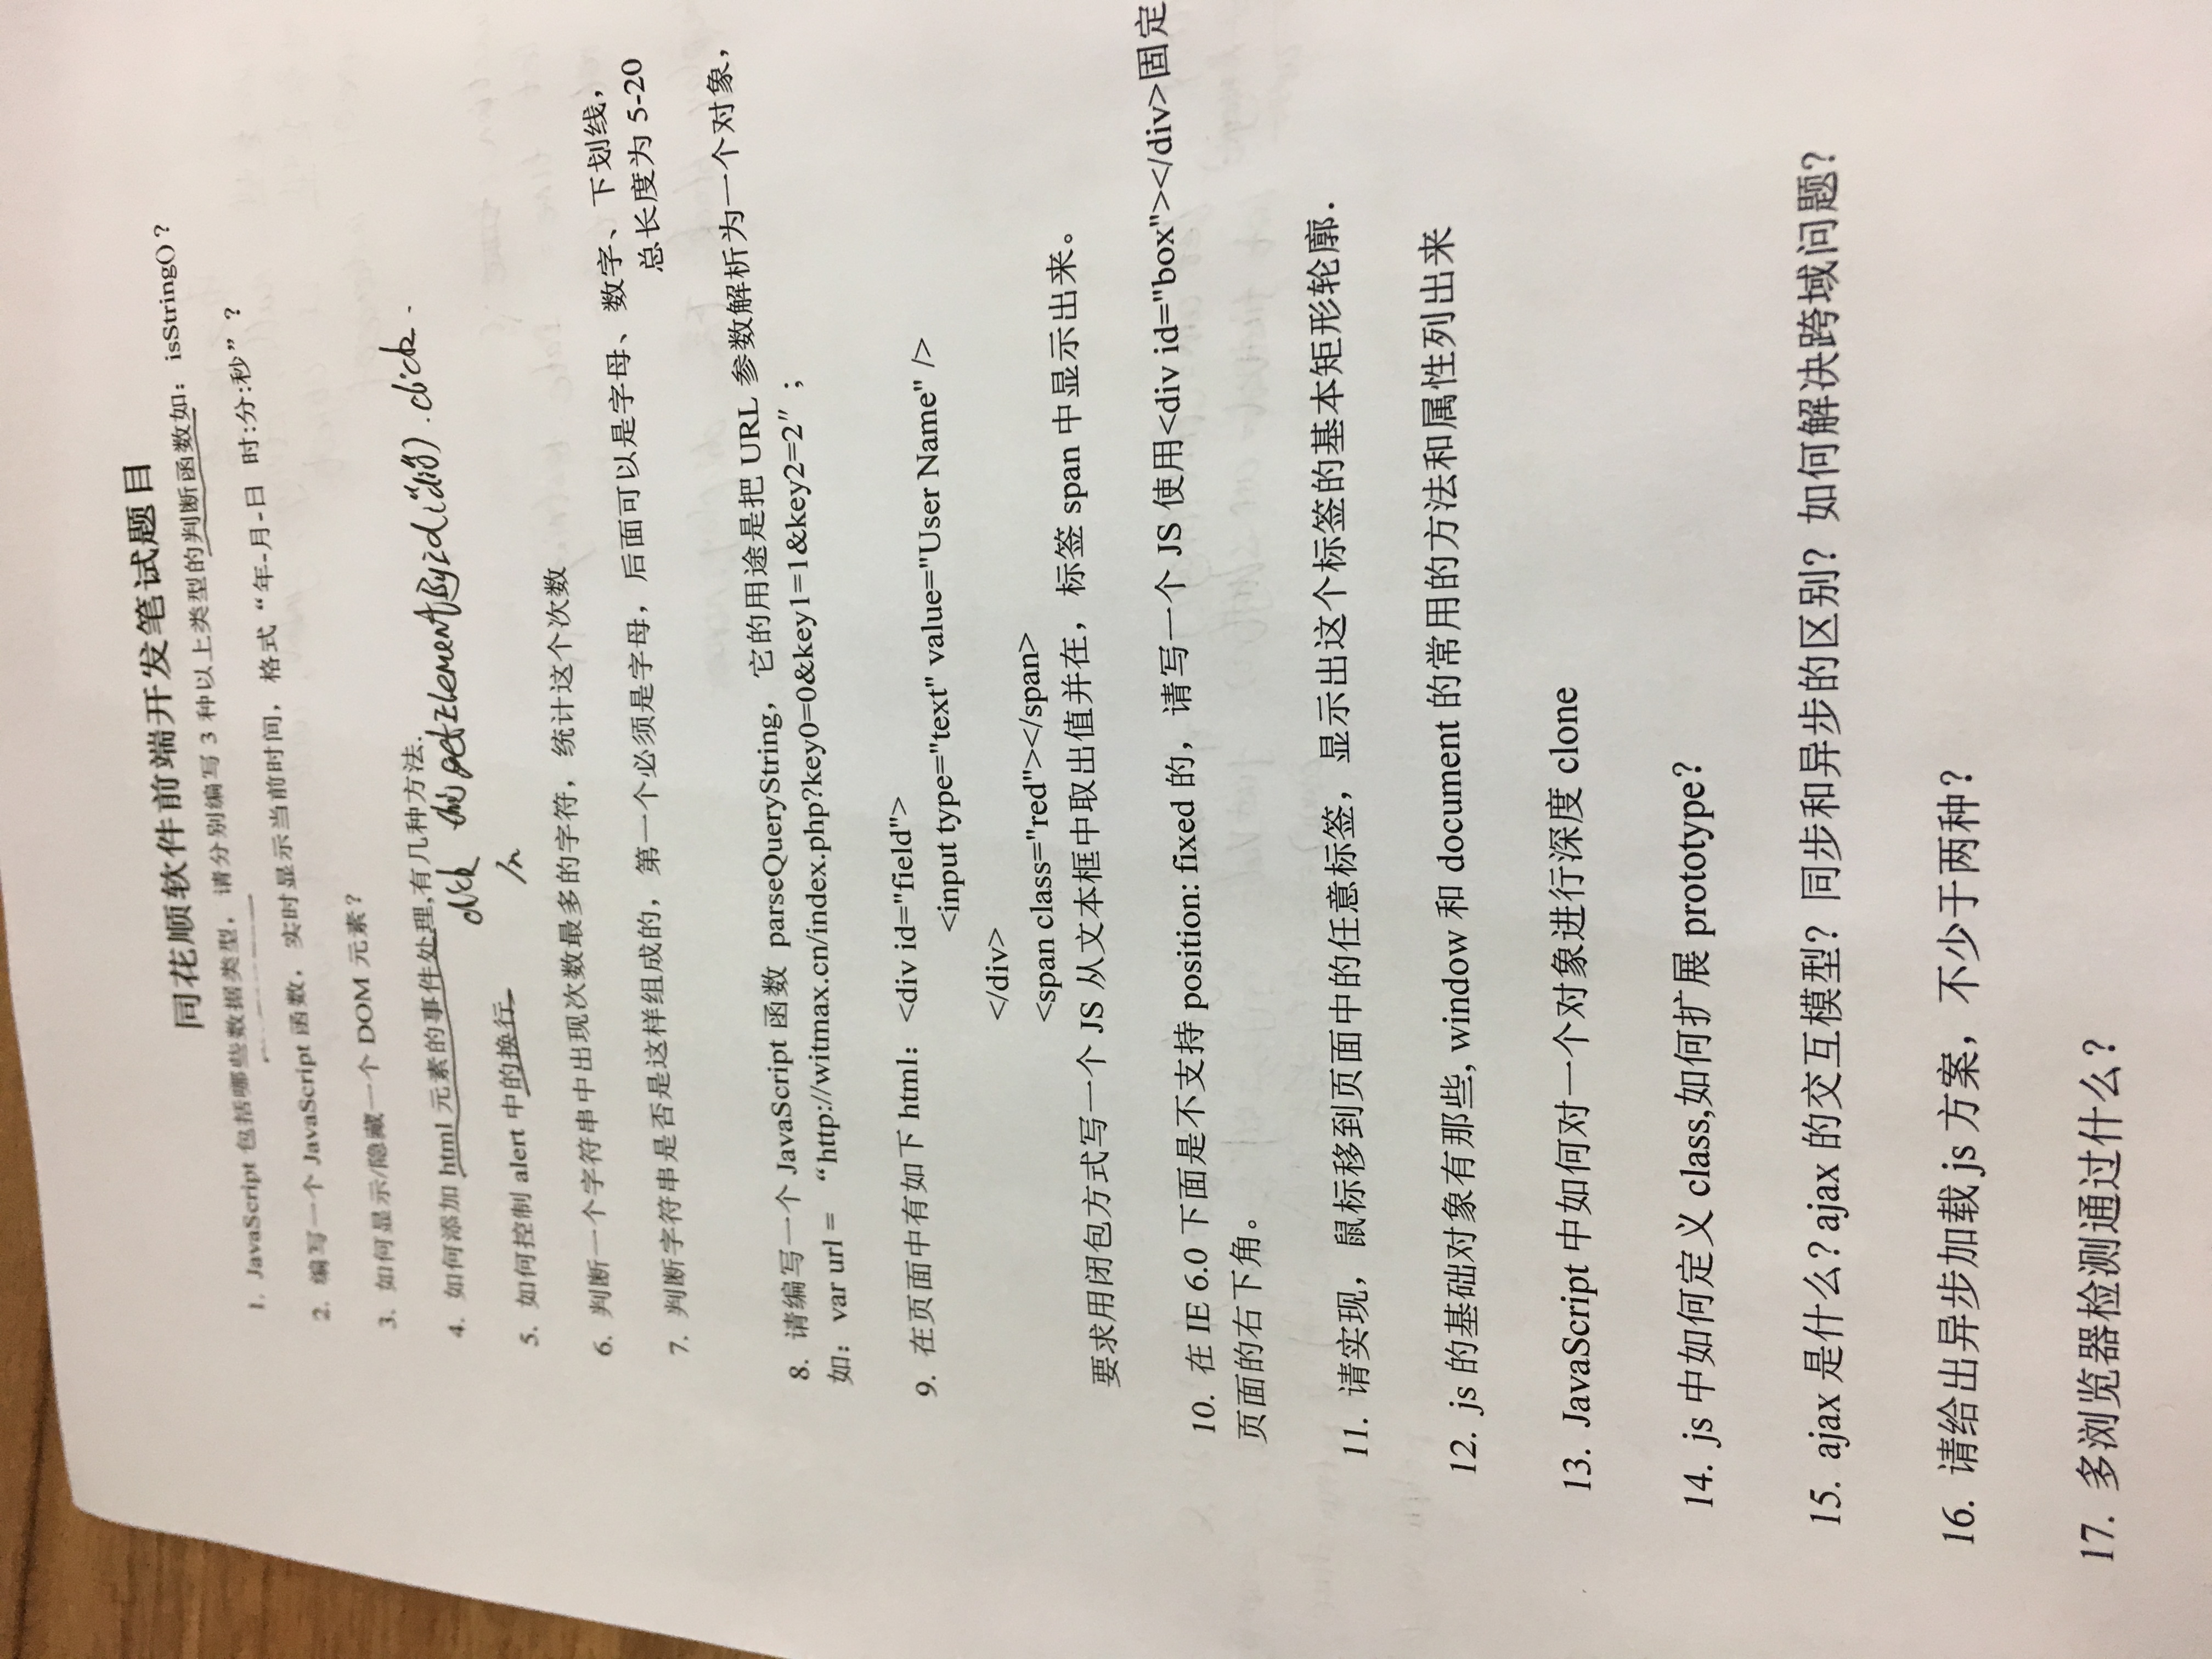 同花顺软件前端开发笔试题目
1. JavaScript 包括哪些数据类型，请分别编写 3 种以上类型的判断函数如：isString()？
2. 编写一个 JavaScript 函数，实时显示当前时间，格式“年-月-日 时:分:秒”？
3. 如何显示/隐藏一个 DOM 元素？
4. 如何添加 html 元素的事件处理,有几种方法.
click getElementById("div").click.
5. 如何控制 alert 中的换行
/n
6. 判断一个字符串中出现次数最多的字符，统计这个次数
7. 判断字符串是否是这样组成的，第一个必须是字母，后面可以是字母、数字、下划线，
总长度为 5-20
8. 请编写一个 JavaScript 函数 parseQueryString，它的用途是把 URL 参数解析为一个对象，
如：var url = “http://witmax.cn/index.php?key0=0&key1=1&key2=2″；
9. 在页面中有如下 html：<div id="field">
<input type="text" value="User Name" />
</div>
<span class="red"></span>
要求用闭包方式写一个 JS 从文本框中取出值并在，标签 span 中显示出来。
10. 在 IE 6.0 下面是不支持 position: fixed 的，请写一个 JS 使用<div id="box"></div>固定
页面的右下角。
11. 请实现，鼠标移到页面中的任意标签，显示出这个标签的基本矩形轮廓.
12. js 的基础对象有那些, window 和 document 的常用的方法和属性列出来
13. JavaScript 中如何对一个对象进行深度 clone
14. js 中如何定义 class,如何扩展 prototype？
15. ajax 是什么? ajax 的交互模型? 同步和异步的区别? 如何解决跨域问题?
16. 请给出异步加载 js 方案，不少于两种？
17. 多浏览器检测通过什么？